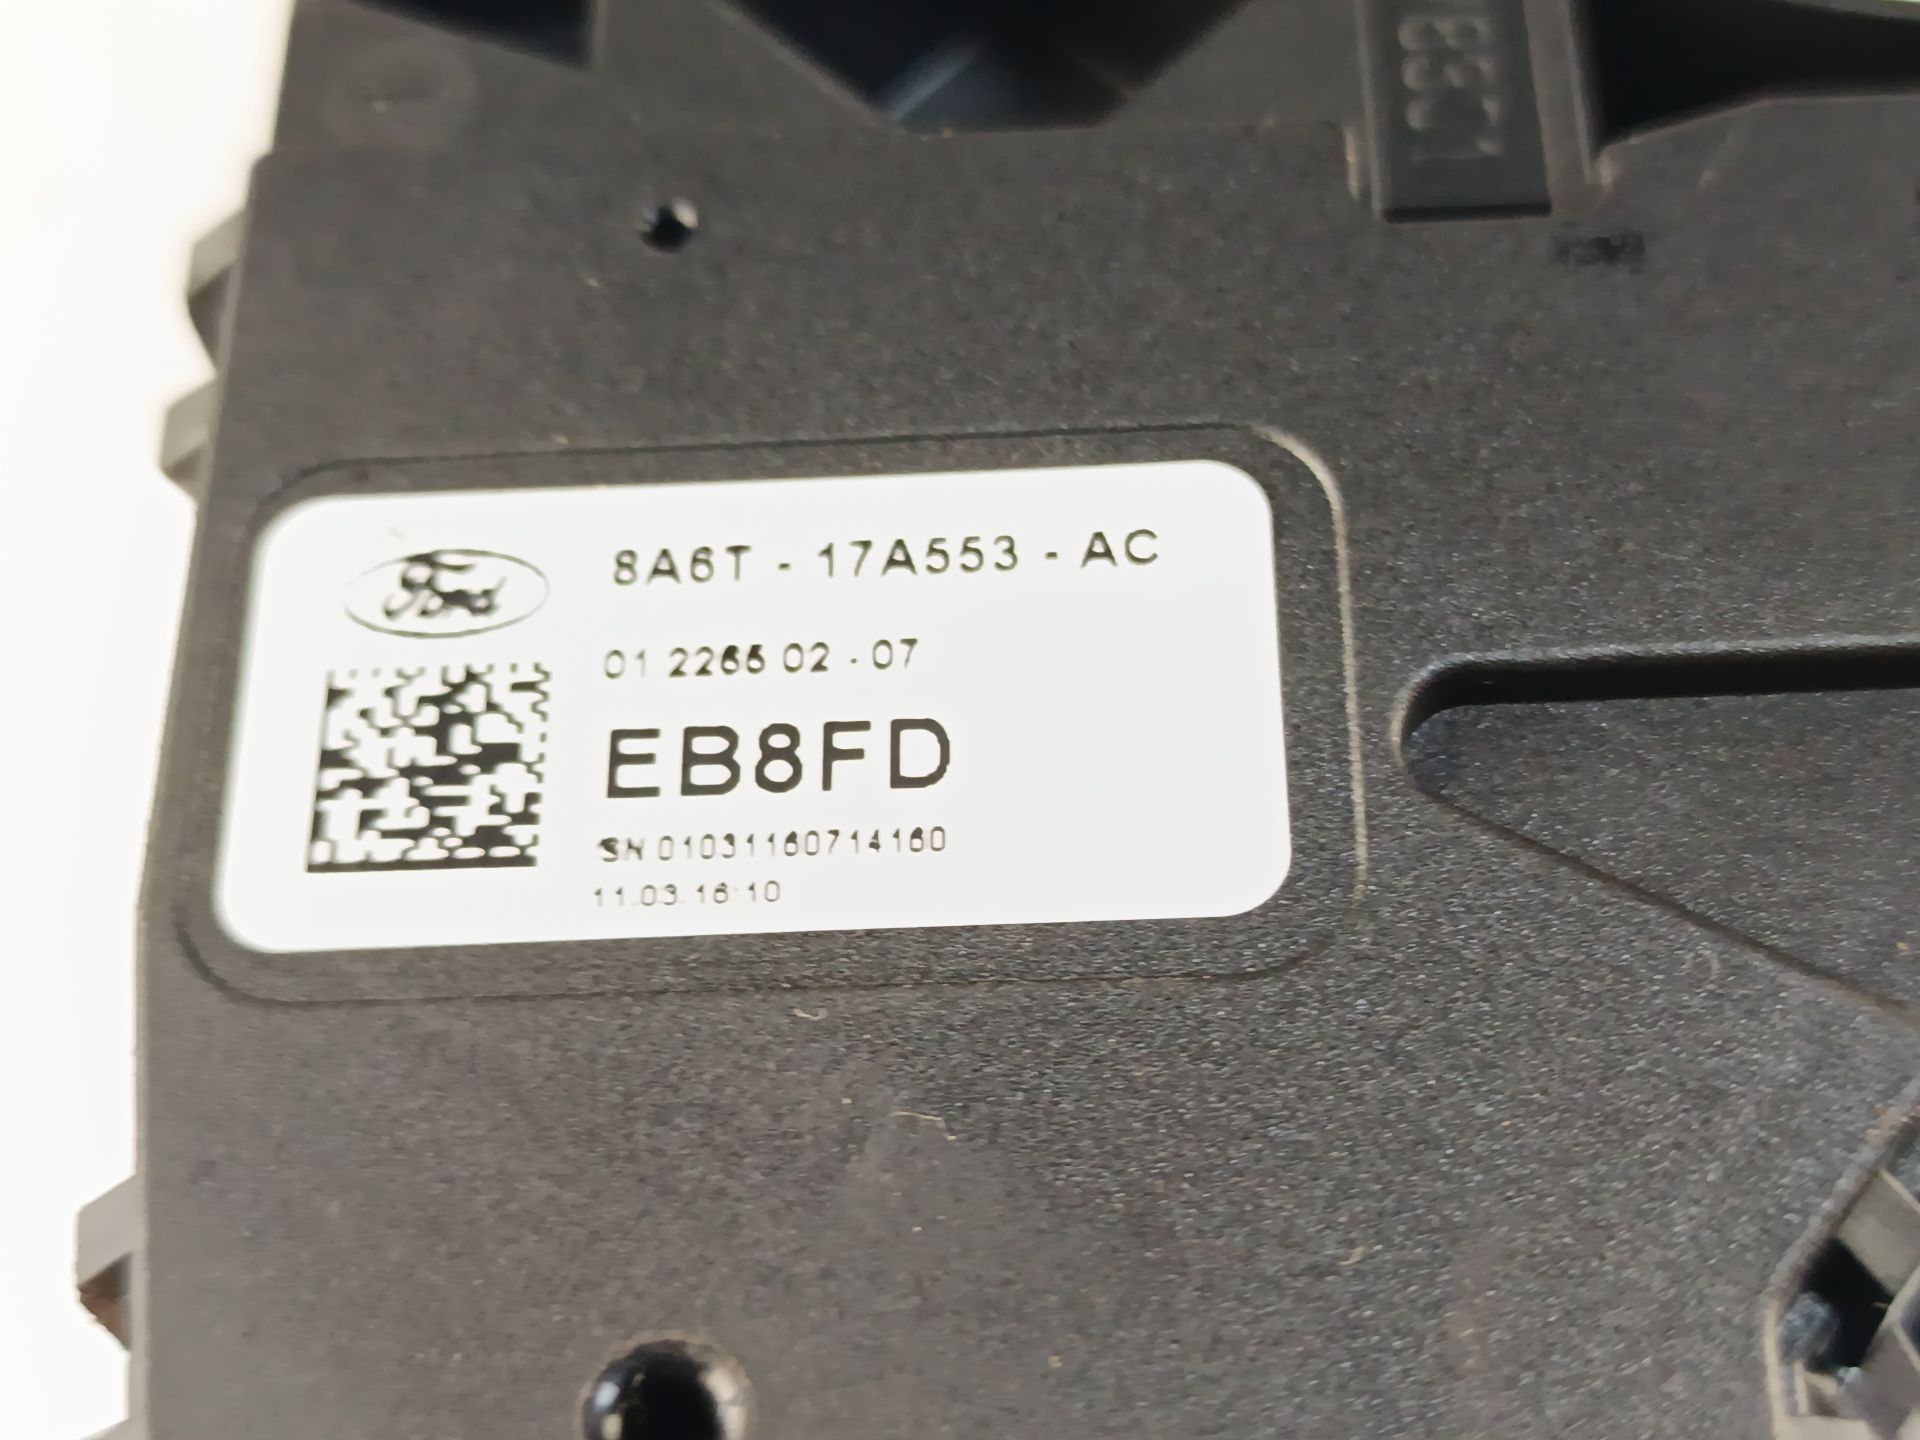 Ford
8A6T - 17A553 - AC
01 2266 02 - 07
EB8FD
SN 01031160714160
11.03.16:10